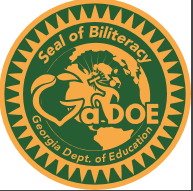 Seal of Biliteracy
GaDOE
Georgia Dept. of Education